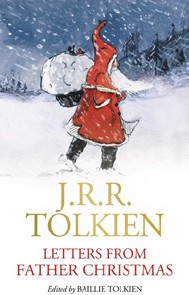 J.R.R.
TOLKIEN
LETTERS FROM
FATHER CHRISTMAS
Edited by BAILLIE TOLKIEN